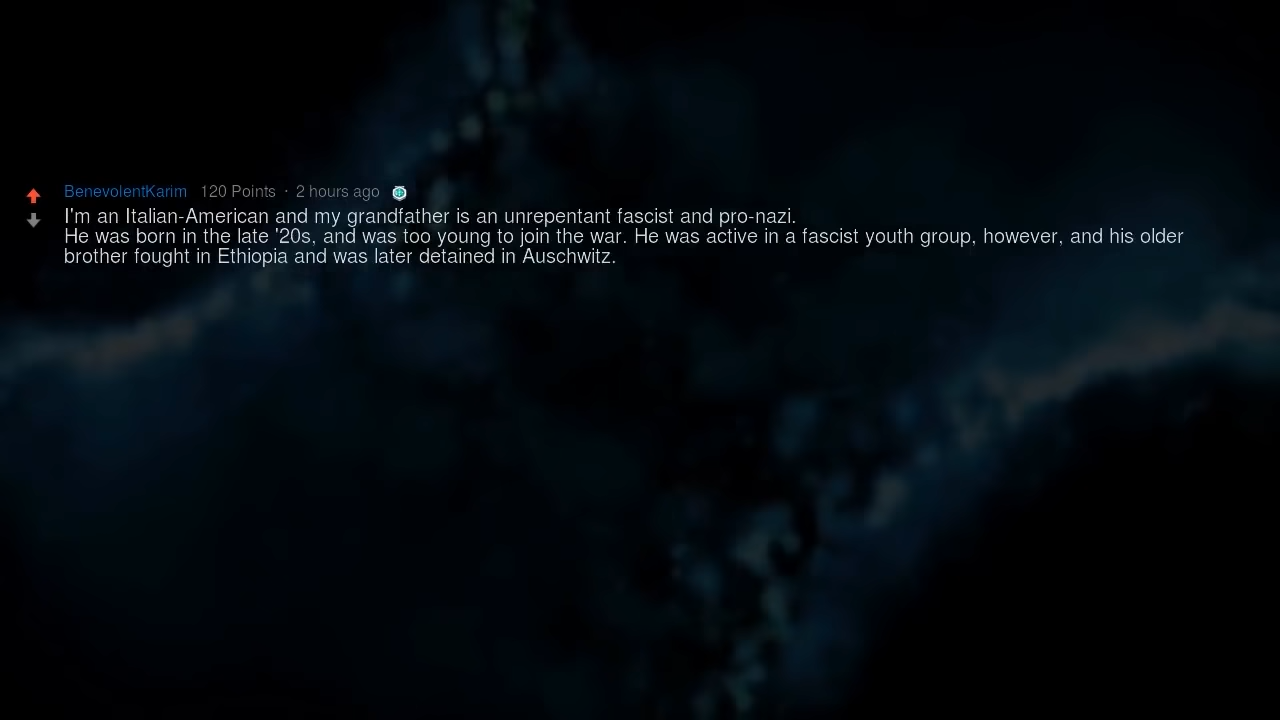 BenevolentKarim 120 Points · 2 hours ago
I'm an Italian-American and my grandfather is an unrepentant fascist and pro-nazi.
He was born in the late '20s, and was too young to join the war. He was active in a fascist youth group, however, and his older
brother fought in Ethiopia and was later detained in Auschwitz.